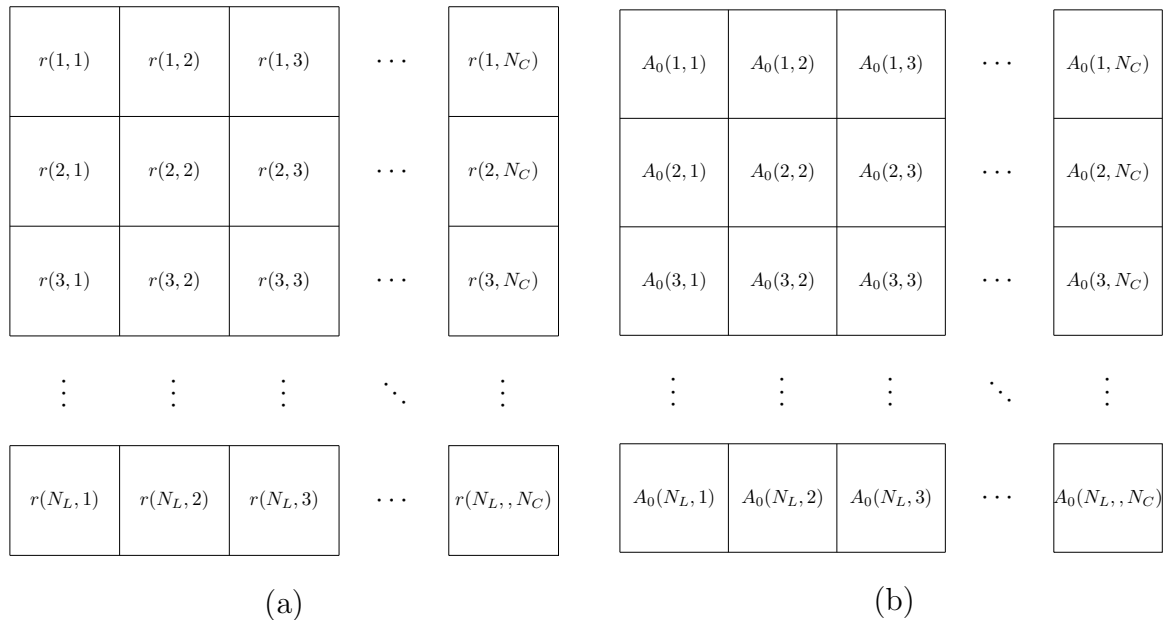 r(1, 1) r(1, 2) r(1, 3) ⋯ r(1, N_C) A_0(1, 1) A_0(1, 2) A_0(1, 3) ⋯ A_0(1, N_C)
r(2, 1) r(2, 2) r(2, 3) ⋯ r(2, N_C) A_0(2, 1) A_0(2, 2) A_0(2, 3) ⋯ A_0(2, N_C)
r(3, 1) r(3, 2) r(3, 3) ⋯ r(3, N_C) A_0(3, 1) A_0(3, 2) A_0(3, 3) ⋯ A_0(3, N_C)
⋮ ⋮ ⋮ ⋱ ⋮ ⋮ ⋮ ⋮ ⋱ ⋮
r(N_L, 1) r(N_L, 2) r(N_L, 3) ⋯ r(N_L, , N_C) A_0(N_L, 1) A_0(N_L, 2) A_0(N_L, 3) ⋯ A_0(N_L, , N_C)
(a) (b)